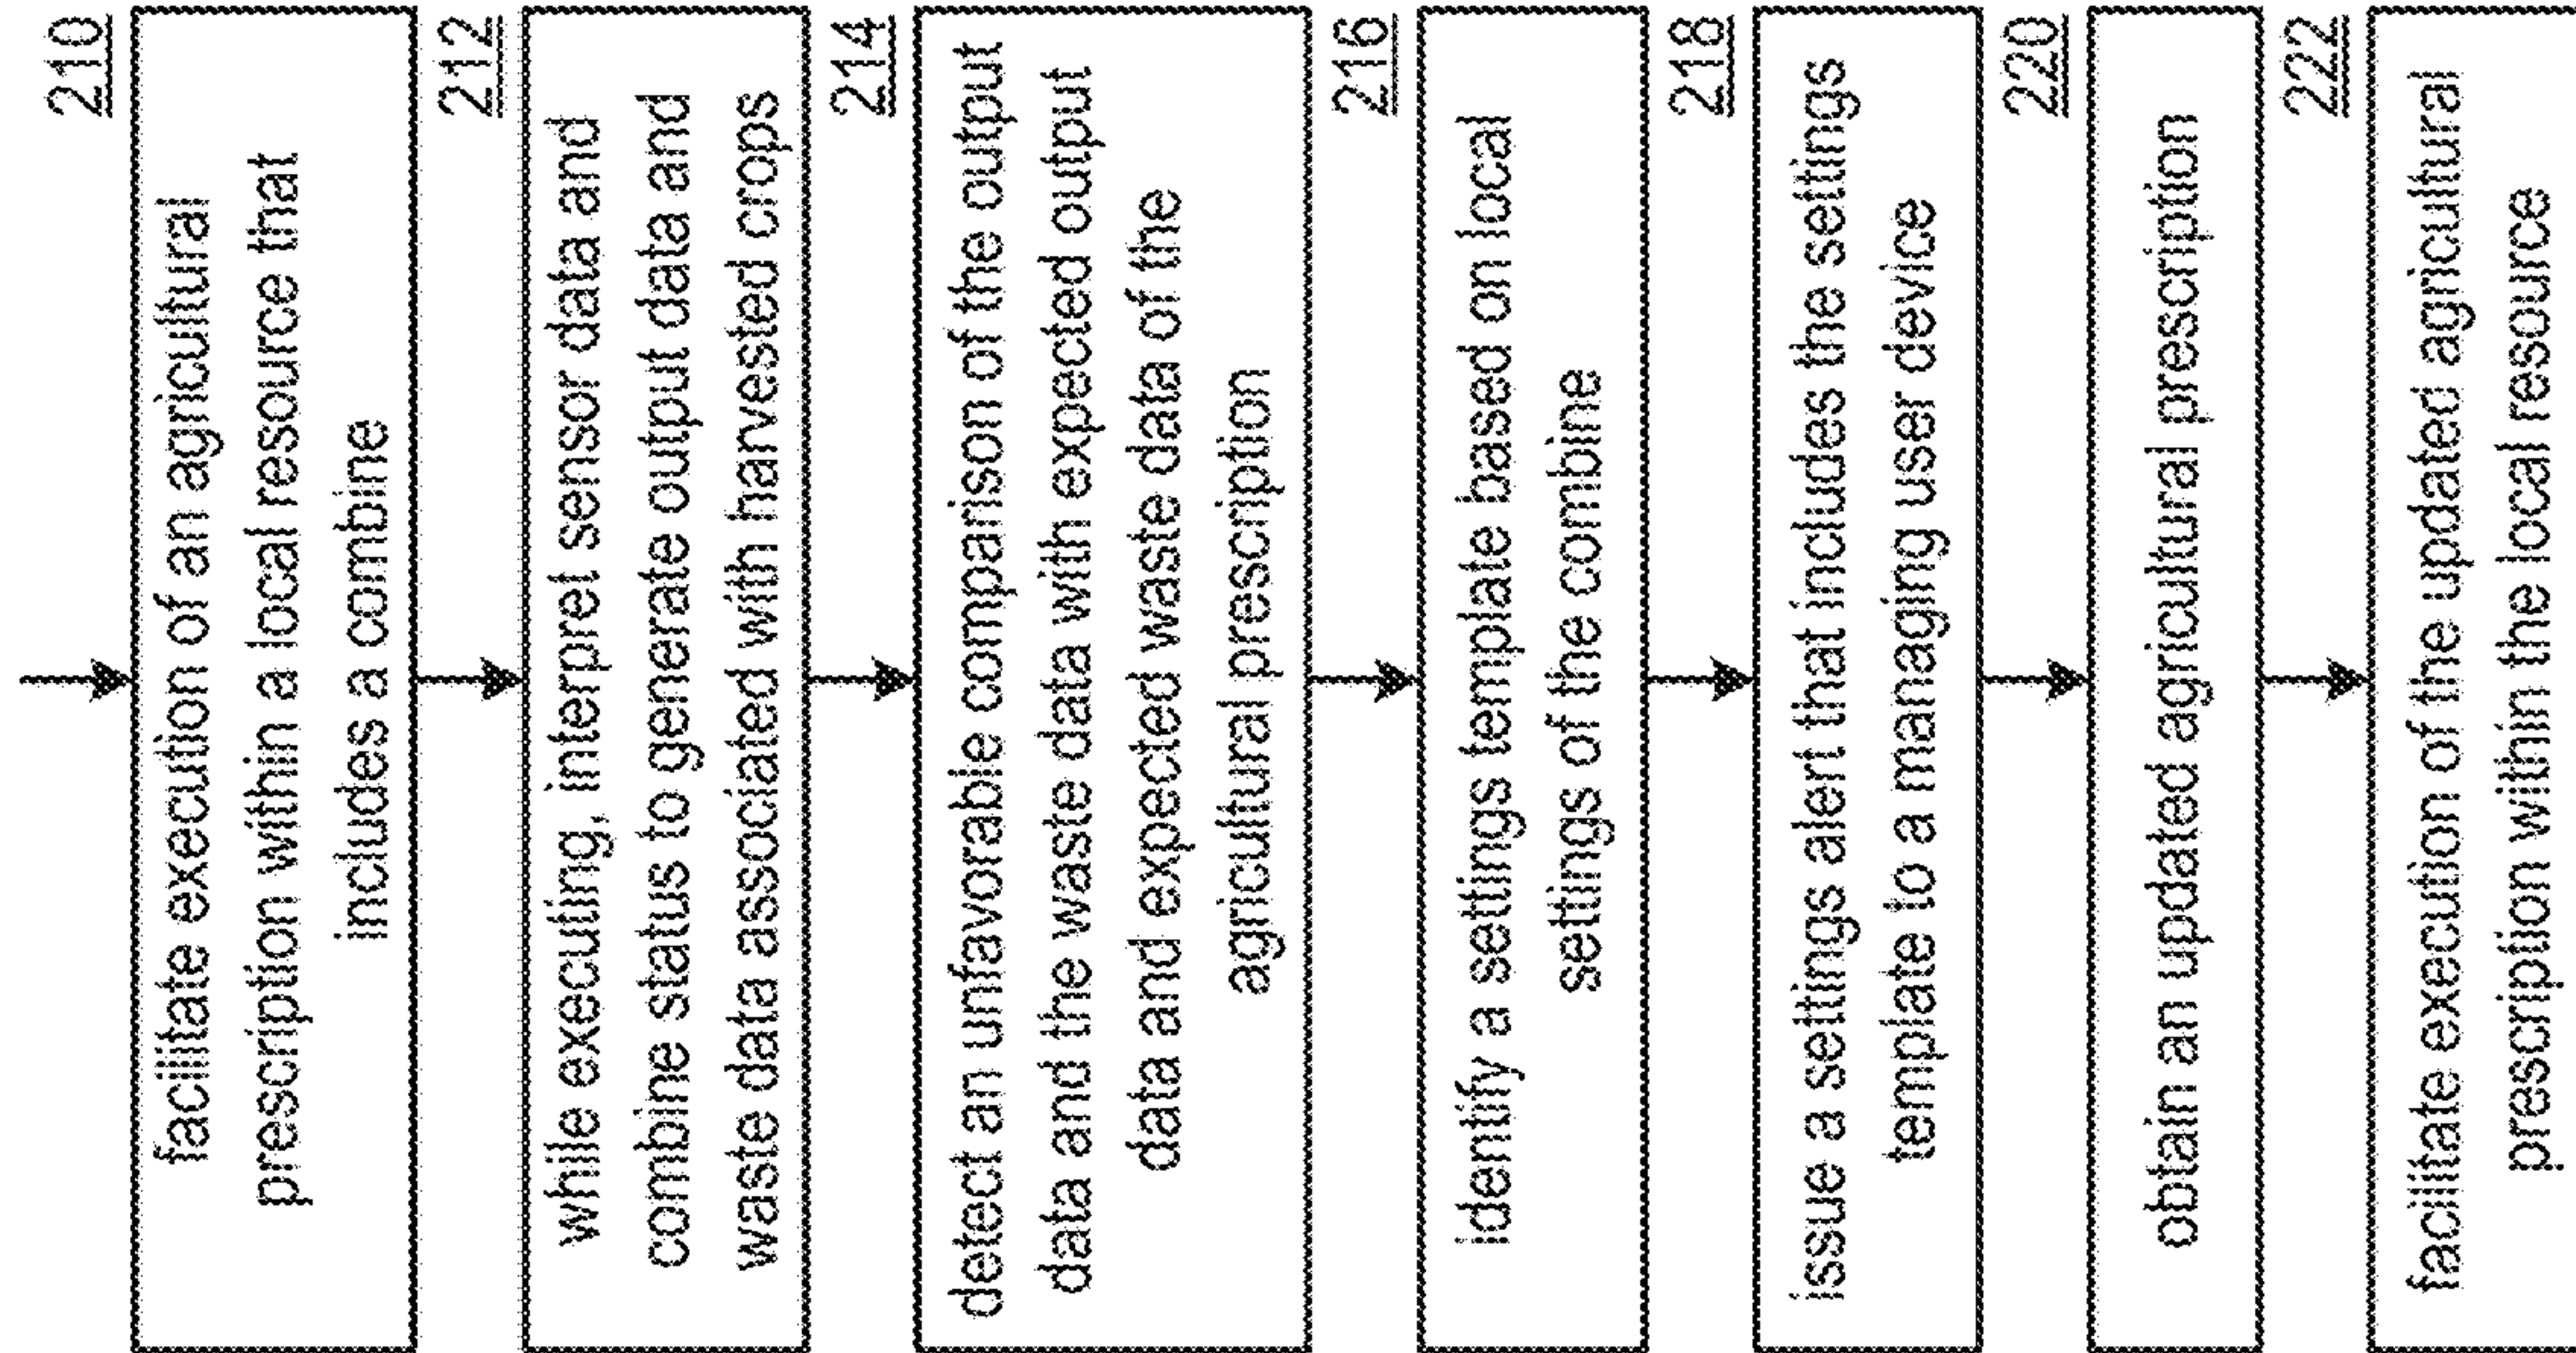 210
facilitate execution of an agricultural
prescription within a local resource that
includes a combine
212
while executing, interpret sensor data and
combine status to generate output data and
waste data associated with harvested crops
214
detect an unfavorable comparison of the output
data and the waste data with expected output
data and expected waste data of the
agricultural prescription
216
identify a settings template based on local
settings of the combine
218
issue a settings alert that includes the settings
template to a managing user device
220
obtain an updated agricultural prescription
222
facilitate execution of the updated agricultural
prescription within the local resource